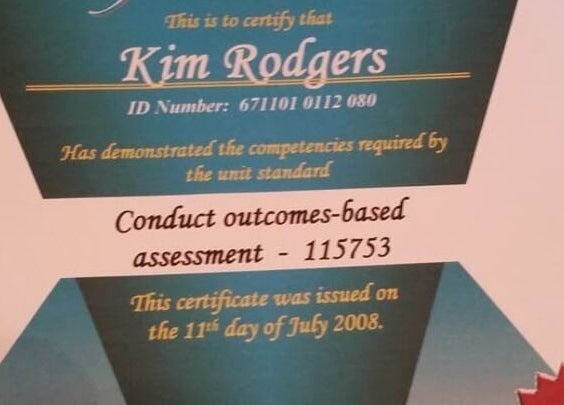 This is to certify that
Kim Rodgers
ID Number: 671101 0112 080
Has demonstrated the competencies required by
the unit standard
Conduct outcomes-based
assessment - 115753
This certificate was issued on
the 11th day of July 2008.